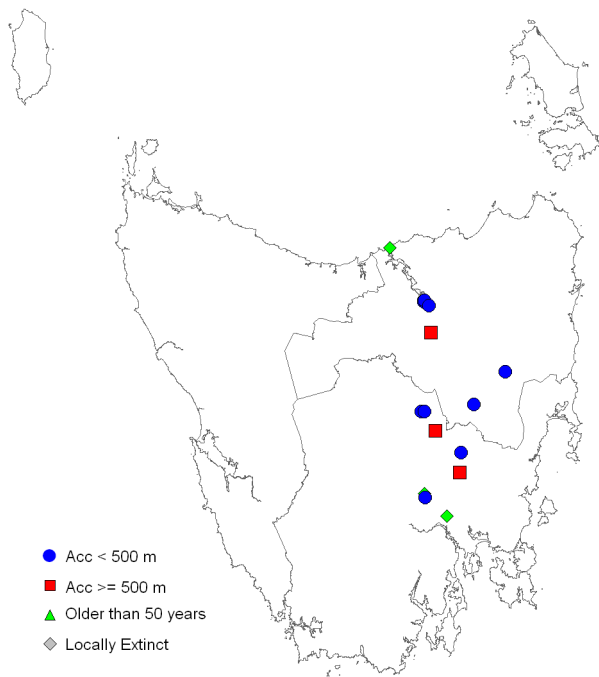 Acc < 500 m
Acc >= 500 m
Older than 50 years
Locally Extinct